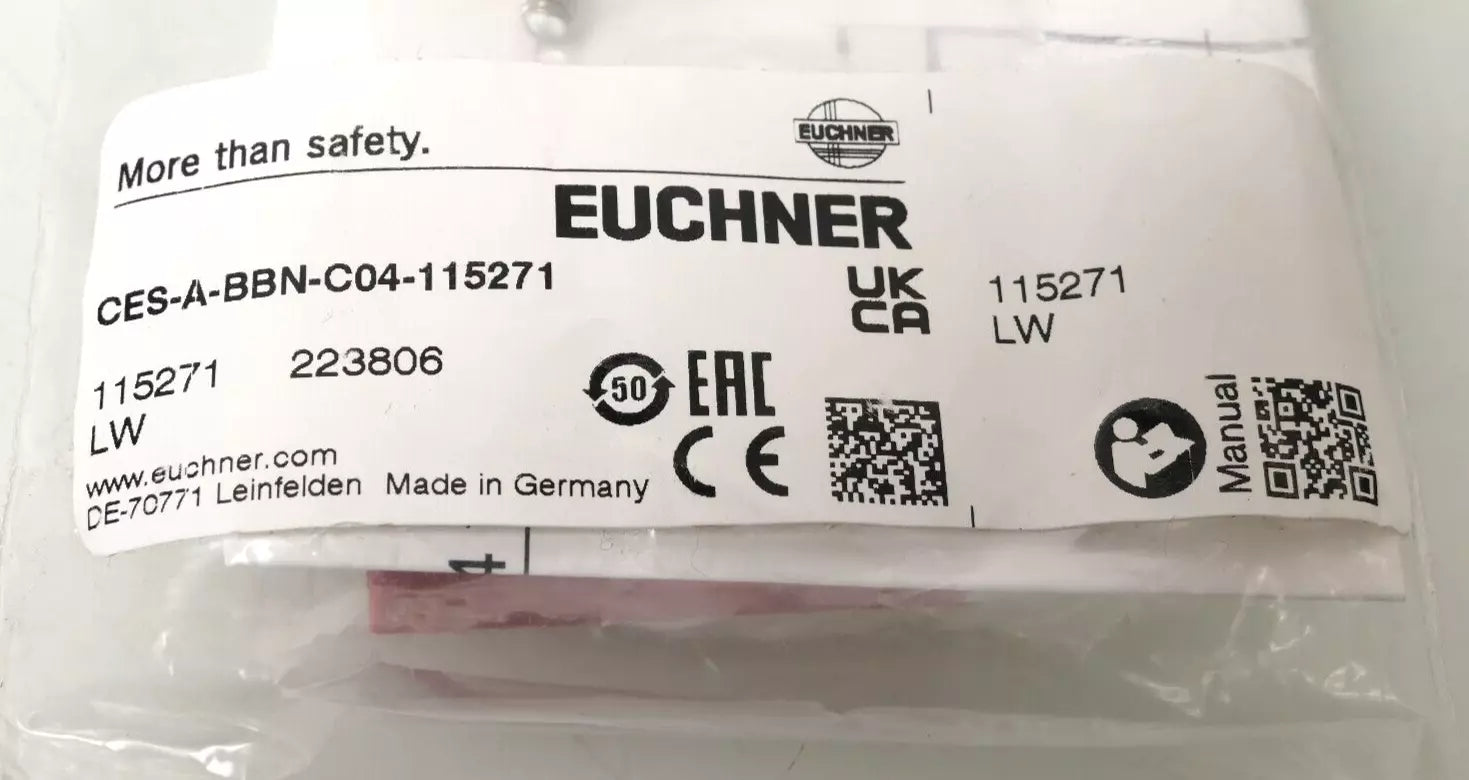 More than safety.
EUCHNER
EUCHNER
CES-A-BBN-C04-115271
UK
CA
115271
LW
115271 223806
LW
50
EAC
CE
www.euchner.com
DE-70771 Leinfelden Made in Germany
Manual
4